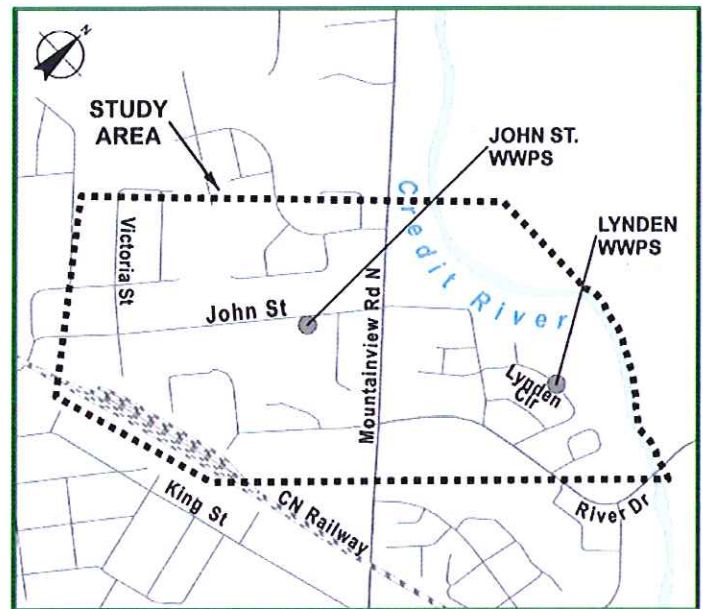 N
STUDY
AREA
JOHN ST.
WWPS
LYNDEN
WWPS
Credit River
Victoria St
John St
Mountainview Rd N
Lynden
Cir
River Dr
King St
CN Railway